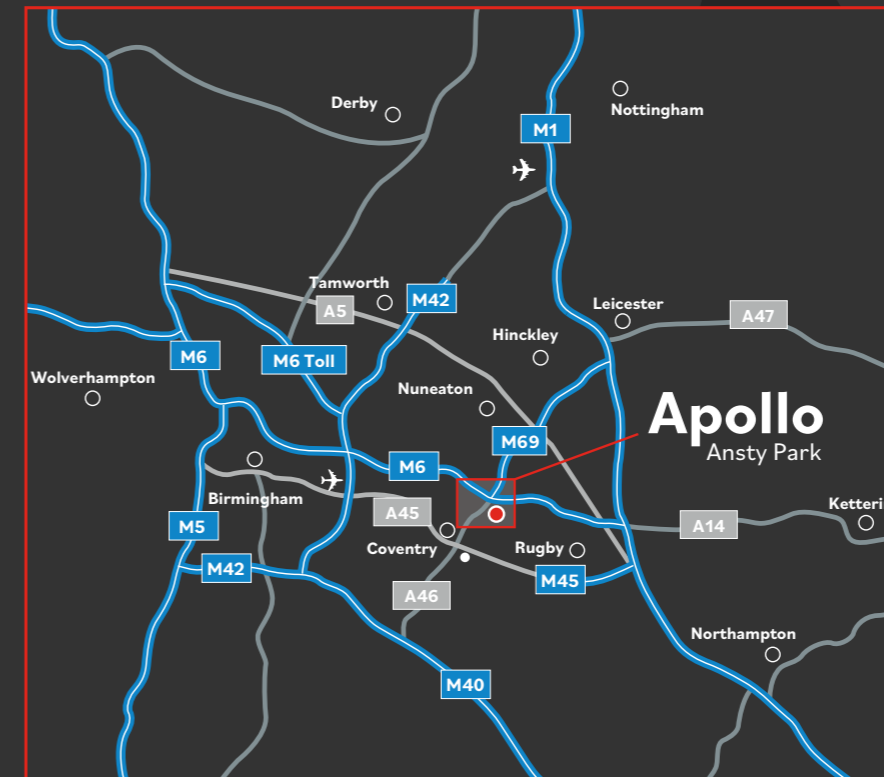 Derby
Nottingham
M1
Tamworth
A5
M42
Leicester
A47
Hinckley
M6
M6 Toll
Wolverhampton
Nuneaton
Apollo
Ansty Park
M69
M6
Birmingham
A45
Ketteri
M5
A14
Coventry
Rugby
M42
M45
A46
Northampton
M40